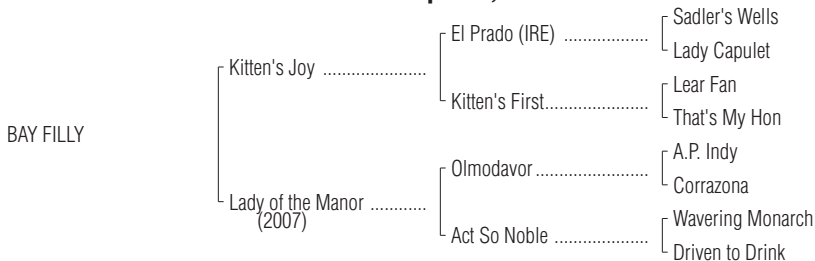 Sadler's Wells
El Prado (IRE) ..................
Lady Capulet
Kitten's Joy ......................
Lear Fan
Kitten's First......................
That's My Hon
BAY FILLY
A.P. Indy
Olmodavor ........................
Corrazona
Lady of the Manor ............
(2007)
Wavering Monarch
Act So Noble ....................
Driven to Drink